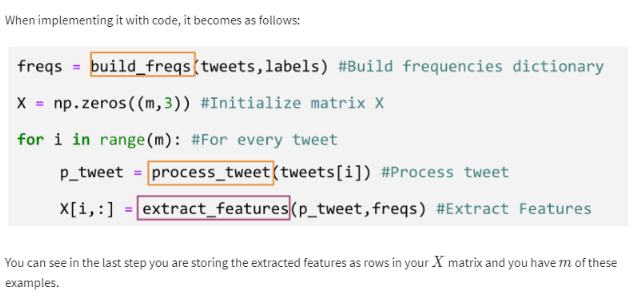 When implementing it with code, it becomes as follows:
freqs = build_freqs(tweets,labels) #Build frequencies dictionary
X = np.zeros((m,3)) #Initialize matrix X
for i in range(m): #For every tweet
p_tweet = process_tweet(tweets[i]) #Process tweet
X[i,:] = extract_features(p_tweet,freqs) #Extract Features
You can see in the last step you are storing the extracted features as rows in your X matrix and you have m of these
examples.